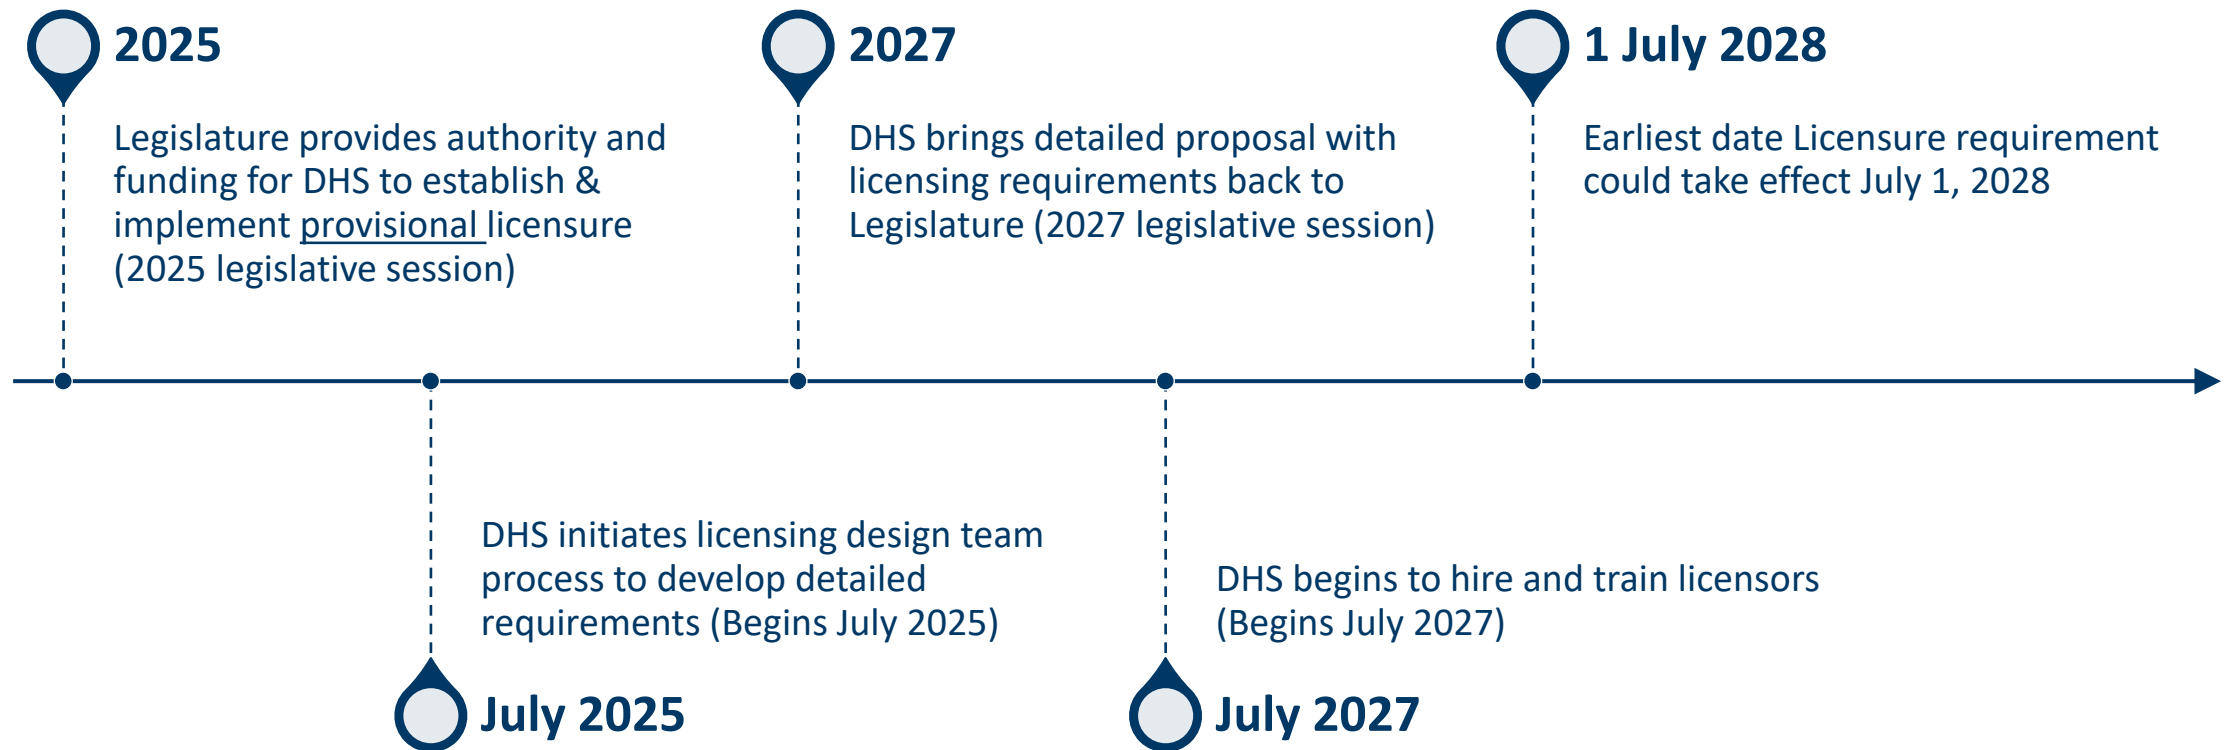 2025
Legislature provides authority and
funding for DHS to establish &
implement provisional licensure
(2025 legislative session)
DHS initiates licensing design team
process to develop detailed
requirements (Begins July 2025)
July 2025
2027
DHS brings detailed proposal with
licensing requirements back to
Legislature (2027 legislative session)
DHS begins to hire and train licensors
(Begins July 2027)
July 2027
1 July 2028
Earliest date Licensure requirement
could take effect July 1, 2028